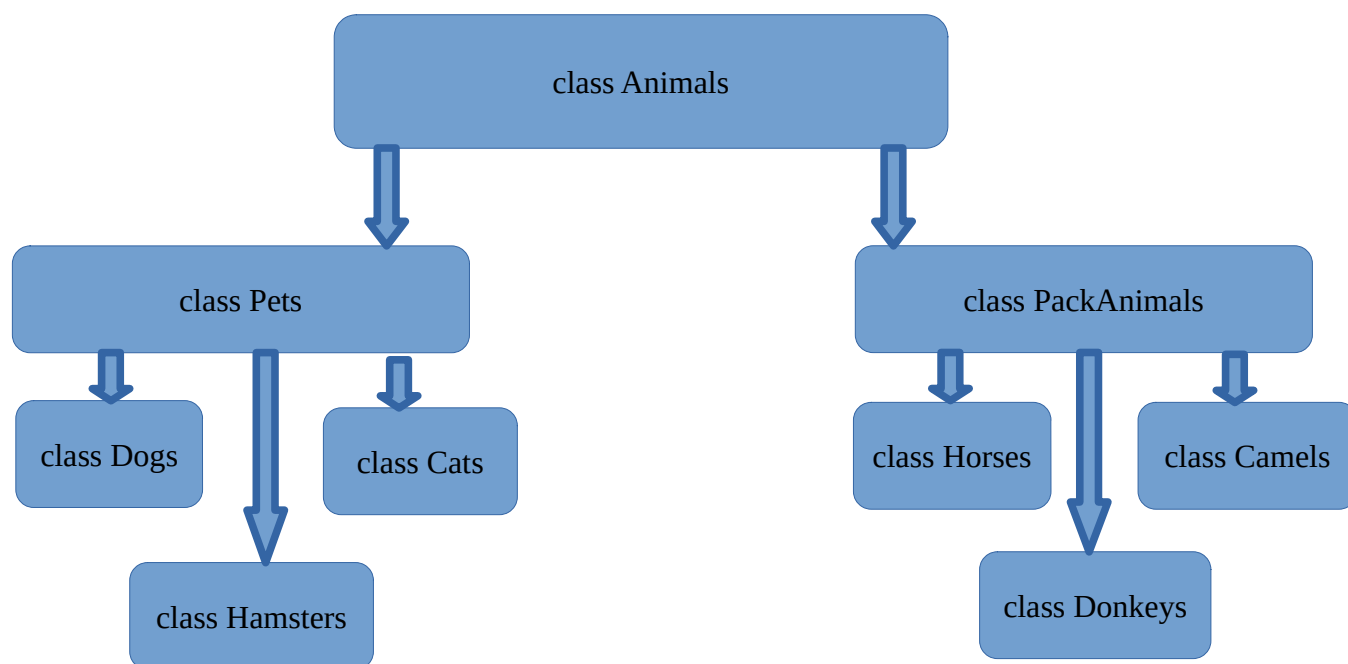 class Animals
class Pets
class PackAnimals
class Dogs
class Cats
class Horses
class Camels
class Hamsters
class Donkeys